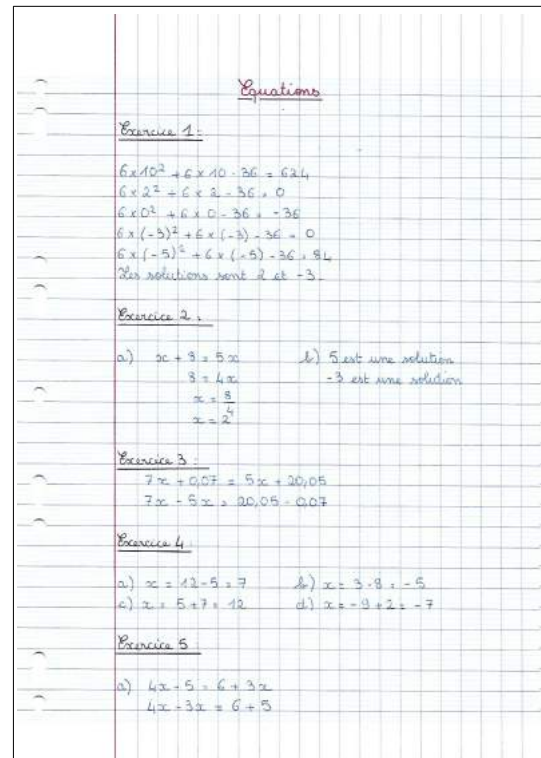 Equations
Exercice 1 :
6 x 10² + 6 x 10 - 36 = 624
6 x 2² + 6 x 2 - 36 = 0
6 x 0² + 6 x 0 - 36 = -36
6 x (-3)² + 6 x (-3) - 36 = 0
6 x (-5)² + 6 x (-5) - 36 = 84
Les solutions sont 2 et -3.
Exercice 2 :
a) x + 8 = 5x b) 5 est une solution
8 = 4x -3 est une solution
x = 8/4
x = 2
Exercice 3 :
7x + 0,07 = 5x + 20,05
7x - 5x = 20,05 - 0,07
Exercice 4 :
a) x = 12 - 5 = 7 b) x = 3 - 8 = -5
c) x = 5 + 7 = 12 d) x = -9 + 2 = -7
Exercice 5
a) 4x - 5 = 6 + 3x
4x - 3x = 6 + 5